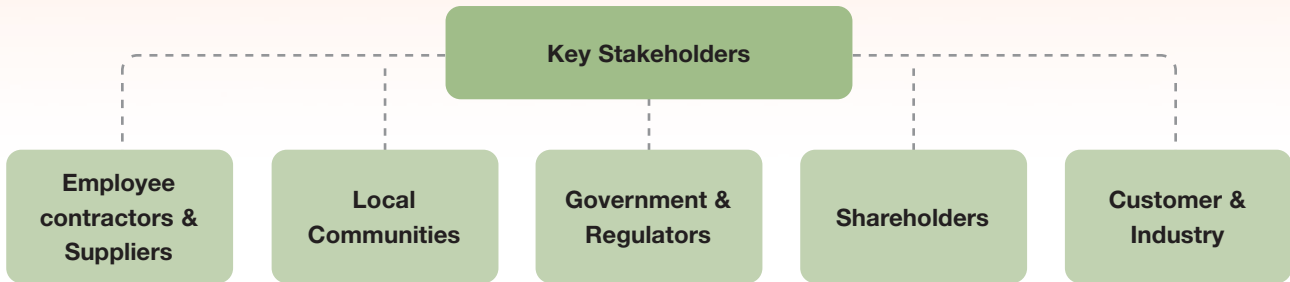 Key Stakeholders
Employee
contractors &
Suppliers
Local
Communities
Government &
Regulators
Shareholders
Customer &
Industry